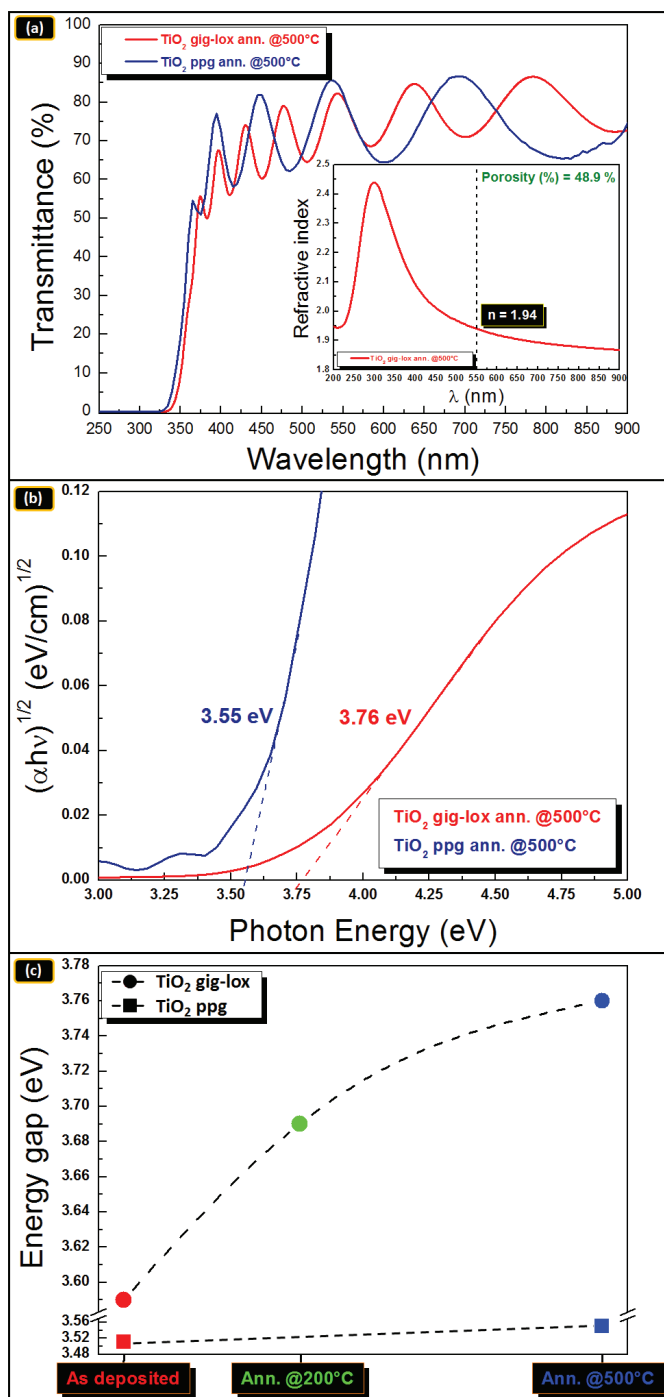 (a)
TiO2 gig-lox ann. @500°C
TiO2 ppg ann. @500°C
Transmittance (%)
100
90
80
70
60
50
40
30
20
10
0
250 300 350 400 450 500 550 600 650 700 750 800 850 900
Wavelength (nm)
Porosity (%) = 48.9 %
Refractive index
2.5
2.4
2.3
2.2
2.1
2.0
1.9
1.8
n = 1.94
TiO2 gig-lox ann. @500°C
200 250 300 350 400 450 500 550 600 650 700 750 800 850 900
λ (nm)
(b)
(αhν)1/2 (eV/cm)1/2
0.12
0.10
0.08
0.06
0.04
0.02
0.00
3.55 eV
3.76 eV
TiO2 gig-lox ann. @500°C
TiO2 ppg ann. @500°C
3.00 3.25 3.50 3.75 4.00 4.25 4.50 4.75 5.00
Photon Energy (eV)
(c)
TiO2 gig-lox
TiO2 ppg
Energy gap (eV)
3.78
3.76
3.74
3.72
3.70
3.68
3.66
3.64
3.62
3.60
3.56
3.52
3.48
As deposited Ann. @200°C Ann. @500°C